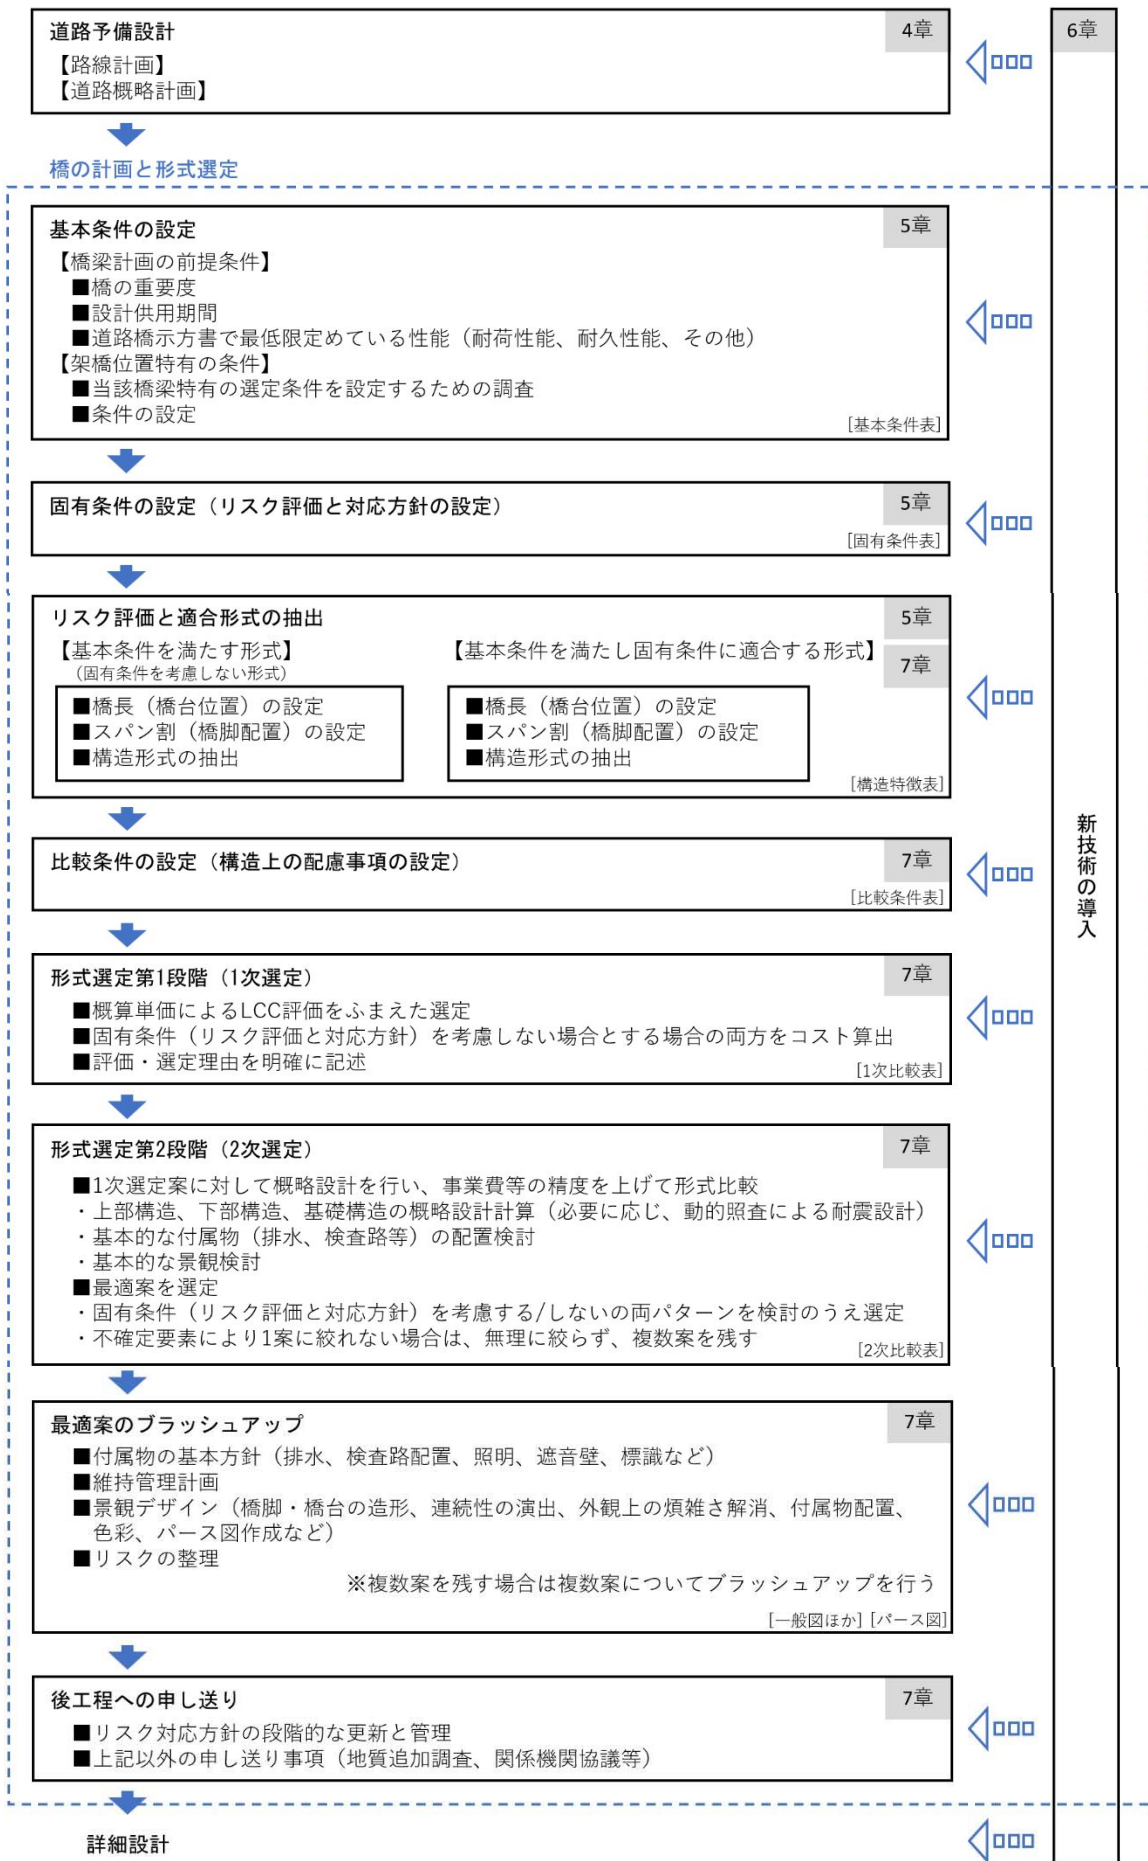 道路予備設計
4章
【路線計画】
【道路概略計画】
6章
橋の計画と形式選定
基本条件の設定
5章
【橋梁計画の前提条件】
■橋の重要度
■設計供用期間
■道路橋示方書で最低限定めている性能（耐荷性能、耐久性能、その他）
【架橋位置特有の条件】
■当該橋梁特有の選定条件を設定するための調査
■条件の設定
[基本条件表]
固有条件の設定（リスク評価と対応方針の設定）
5章
[固有条件表]
リスク評価と適合形式の抽出
5章
7章
【基本条件を満たす形式】
（固有条件を考慮しない形式）
■橋長（橋台位置）の設定
■スパン割（橋脚配置）の設定
■構造形式の抽出
【基本条件を満たし固有条件に適合する形式】
■橋長（橋台位置）の設定
■スパン割（橋脚配置）の設定
■構造形式の抽出
[構造特徴表]
新技術の導入
比較条件の設定（構造上の配慮事項の設定）
7章
[比較条件表]
形式選定第1段階（1次選定）
7章
■概算単価によるLCC評価をふまえた選定
■固有条件（リスク評価と対応方針）を考慮しない場合とする場合の両方をコスト算出
■評価・選定理由を明確に記述
[1次比較表]
形式選定第2段階（2次選定）
7章
■1次選定案に対して概略設計を行い、事業費等の精度を上げて形式比較
・上部構造、下部構造、基礎構造の概略設計計算（必要に応じ、動的照査による耐震設計）
・基本的な付属物（排水、検査路等）の配置検討
・基本的な景観検討
■最適案を選定
・固有条件（リスク評価と対応方針）を考慮する/しないの両パターンを検討のうえ選定
・不確定要素により1案に絞れない場合は、無理に絞らず、複数案を残す
[2次比較表]
最適案のブラッシュアップ
7章
■付属物の基本方針（排水、検査路配置、照明、遮音壁、標識など）
■維持管理計画
■景観デザイン（橋脚・橋台の造形、連続性の演出、外観上の煩雑さ解消、付属物配置、
色彩、パース図作成など）
■リスクの整理
※複数案を残す場合は複数案についてブラッシュアップを行う
[一般図ほか] [パース図]
後工程への申し送り
7章
■リスク対応方針の段階的な更新と管理
■上記以外の申し送り事項（地質追加調査、関係機関協議等）
詳細設計